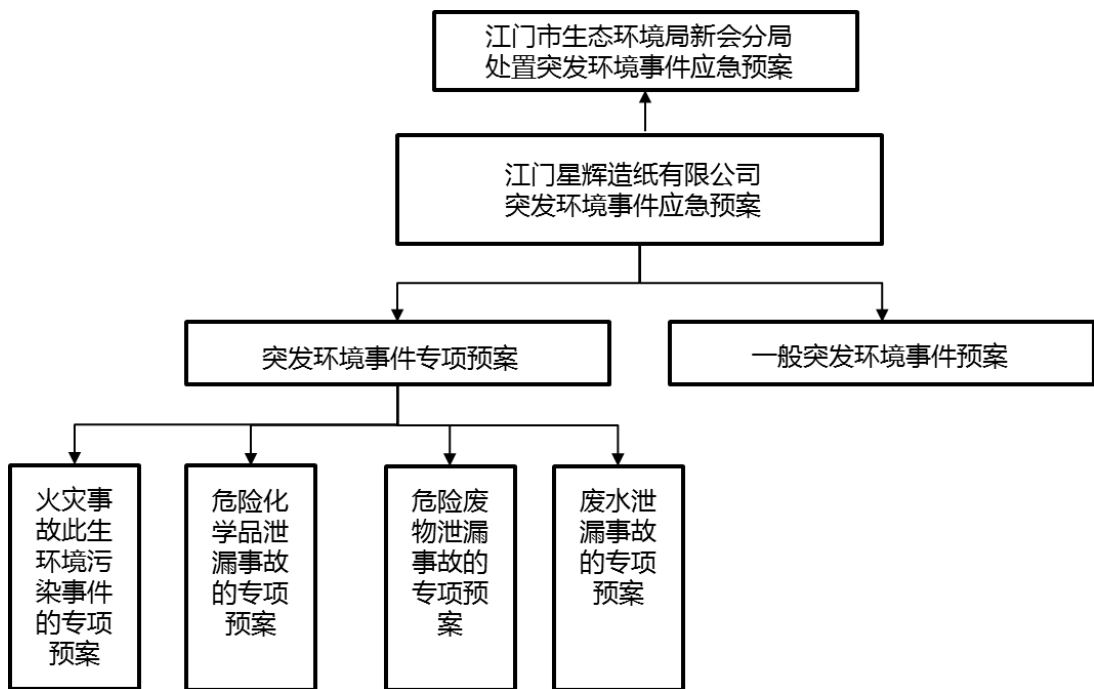 江门市生态环境局新会分局
处置突发环境事件应急预案
江门星辉造纸有限公司
突发环境事件应急预案
突发环境事件专项预案
一般突发环境事件预案
火灾事
故此生
环境污
染事件
的专项
预案
危险化
学品泄
漏事故
的专项
预案
危险废
物泄漏
事故的
专项预
案
废水泄
漏事故
的专项
预案